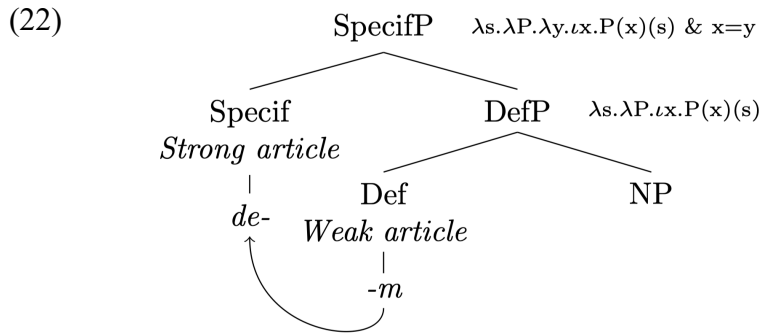 (22)
SpecifP λs.λP.λy.ιx.P(x)(s) & x=y
Specif DefP λs.λP.ιx.P(x)(s)
Strong article
Def NP
de- Weak article
-m